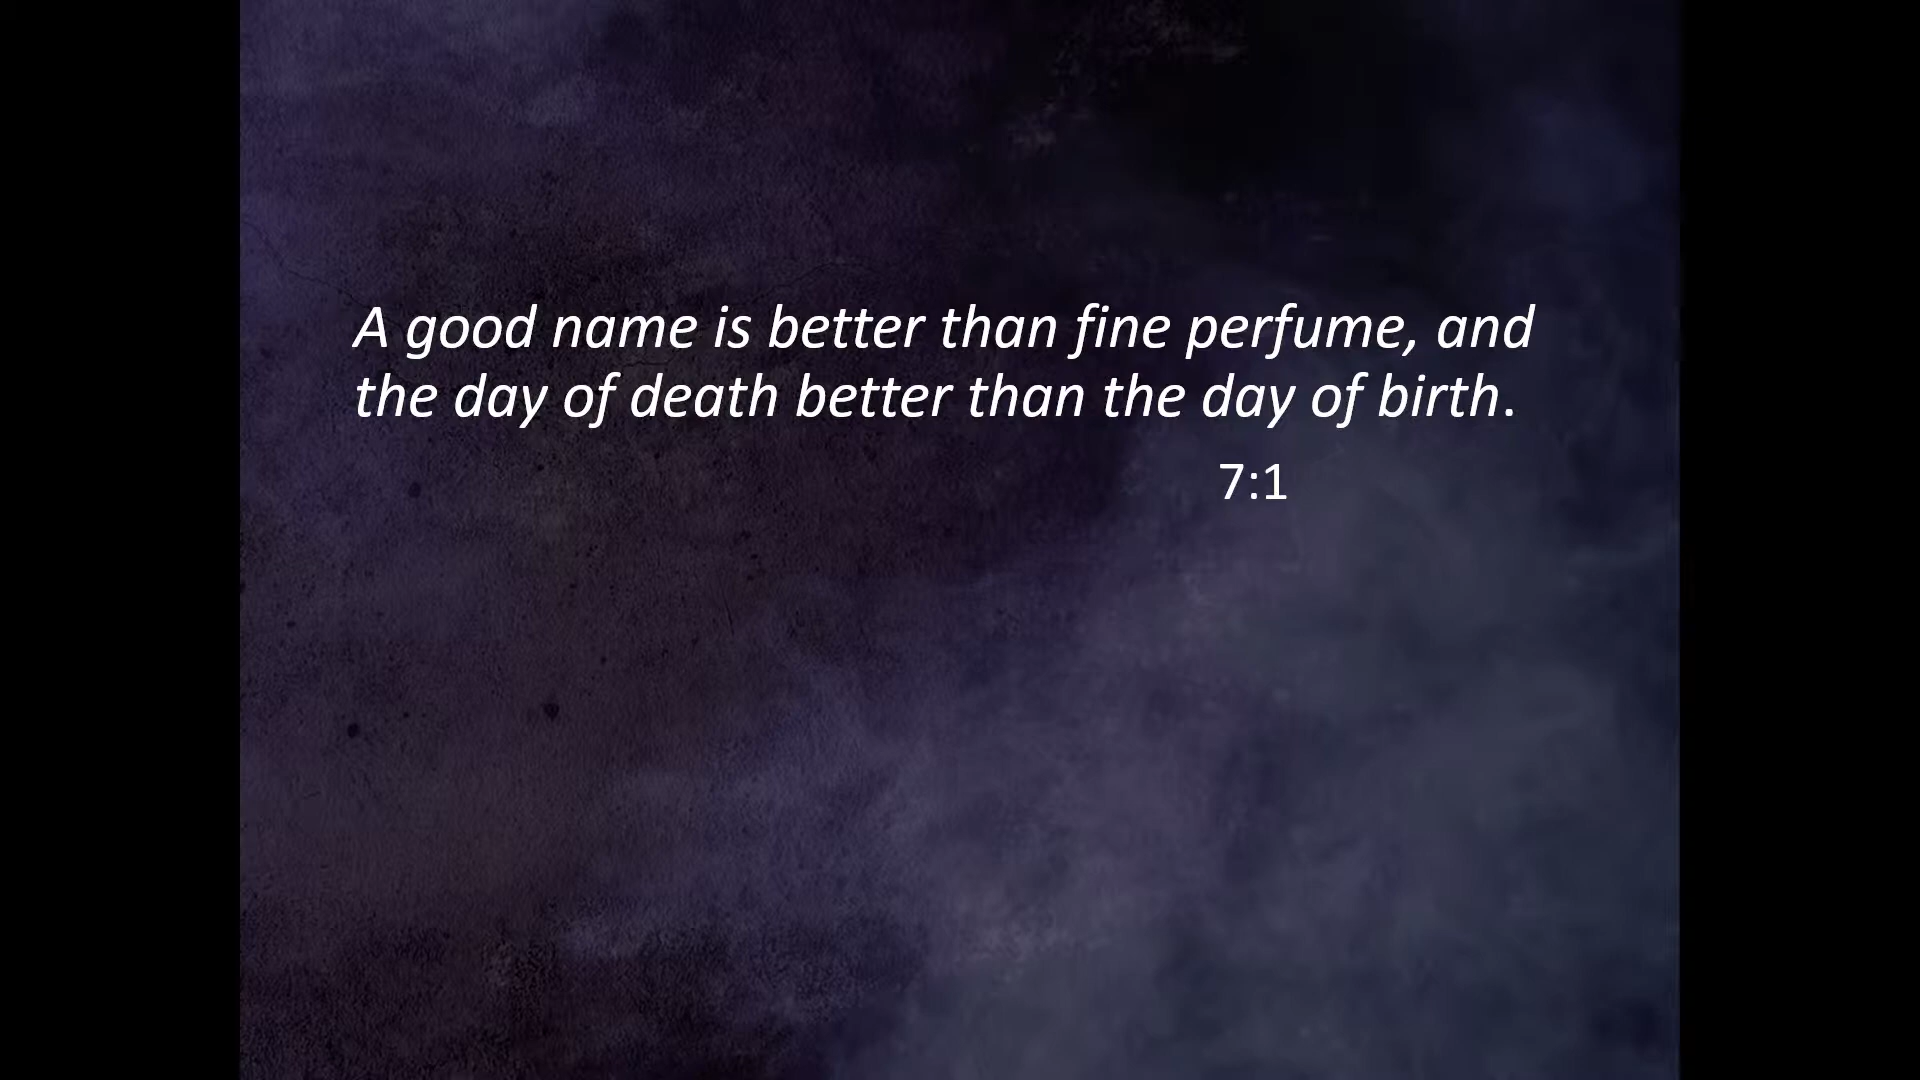 A good name is better than fine perfume, and
the day of death better than the day of birth.
7:1